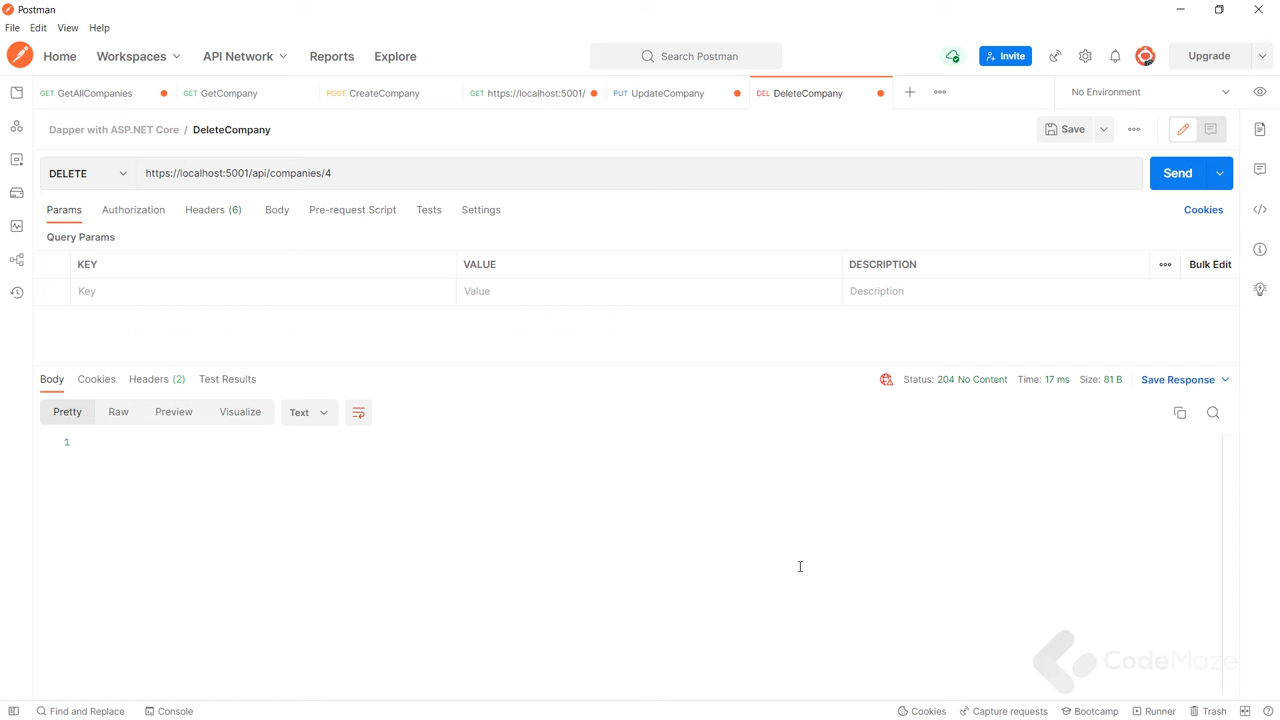 Postman
File Edit View Help
Home Workspaces API Network Reports Explore Search Postman Invite Upgrade
GET GetAllCompanies GET GetCompany POST CreateCompany GET https://localhost:5001/ PUT UpdateCompany DEL DeleteCompany No Environment
Dapper with ASP.NET Core / DeleteCompany Save
DELETE https://localhost:5001/api/companies/4 Send
Params Authorization Headers (6) Body Pre-request Script Tests Settings Cookies
Query Params
KEY VALUE DESCRIPTION Bulk Edit
Key Value Description
Body Cookies Headers (2) Test Results Status: 204 No Content Time: 17 ms Size: 81 B Save Response
Pretty Raw Preview Visualize Text
1
CodeMaze
Find and Replace Console Cookies Capture requests Bootcamp Runner Trash